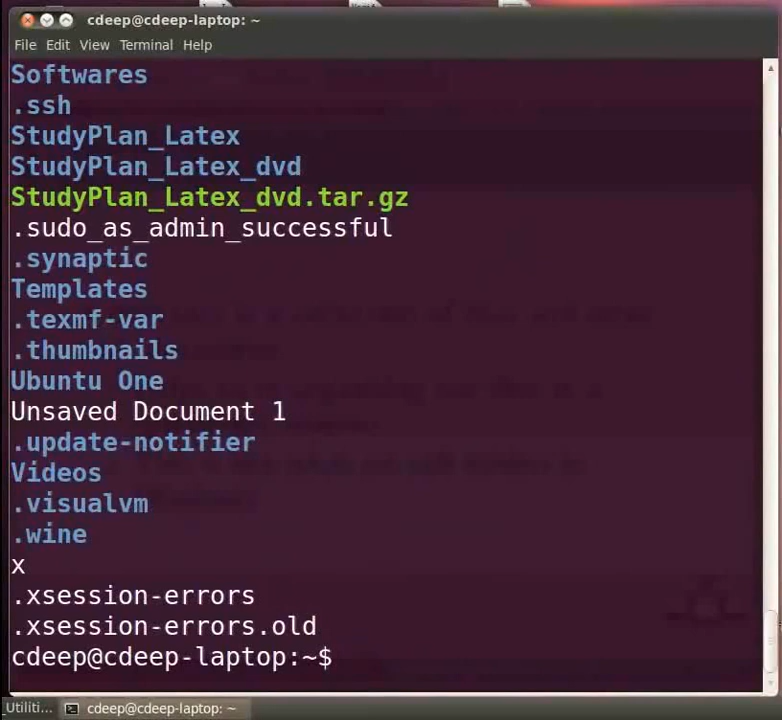 cdeep@cdeep-laptop: ~
File Edit View Terminal Help
Softwares
.ssh
StudyPlan_Latex
StudyPlan_Latex_dvd
StudyPlan_Latex_dvd.tar.gz
.sudo_as_admin_successful
.synaptic
Templates
.texmf-var
.thumbnails
Ubuntu One
Unsaved Document 1
.update-notifier
Videos
.visualvm
.wine
x
.xsession-errors
.xsession-errors.old
cdeep@cdeep-laptop:~$
_Utiliti... cdeep@cdeep-laptop: ~